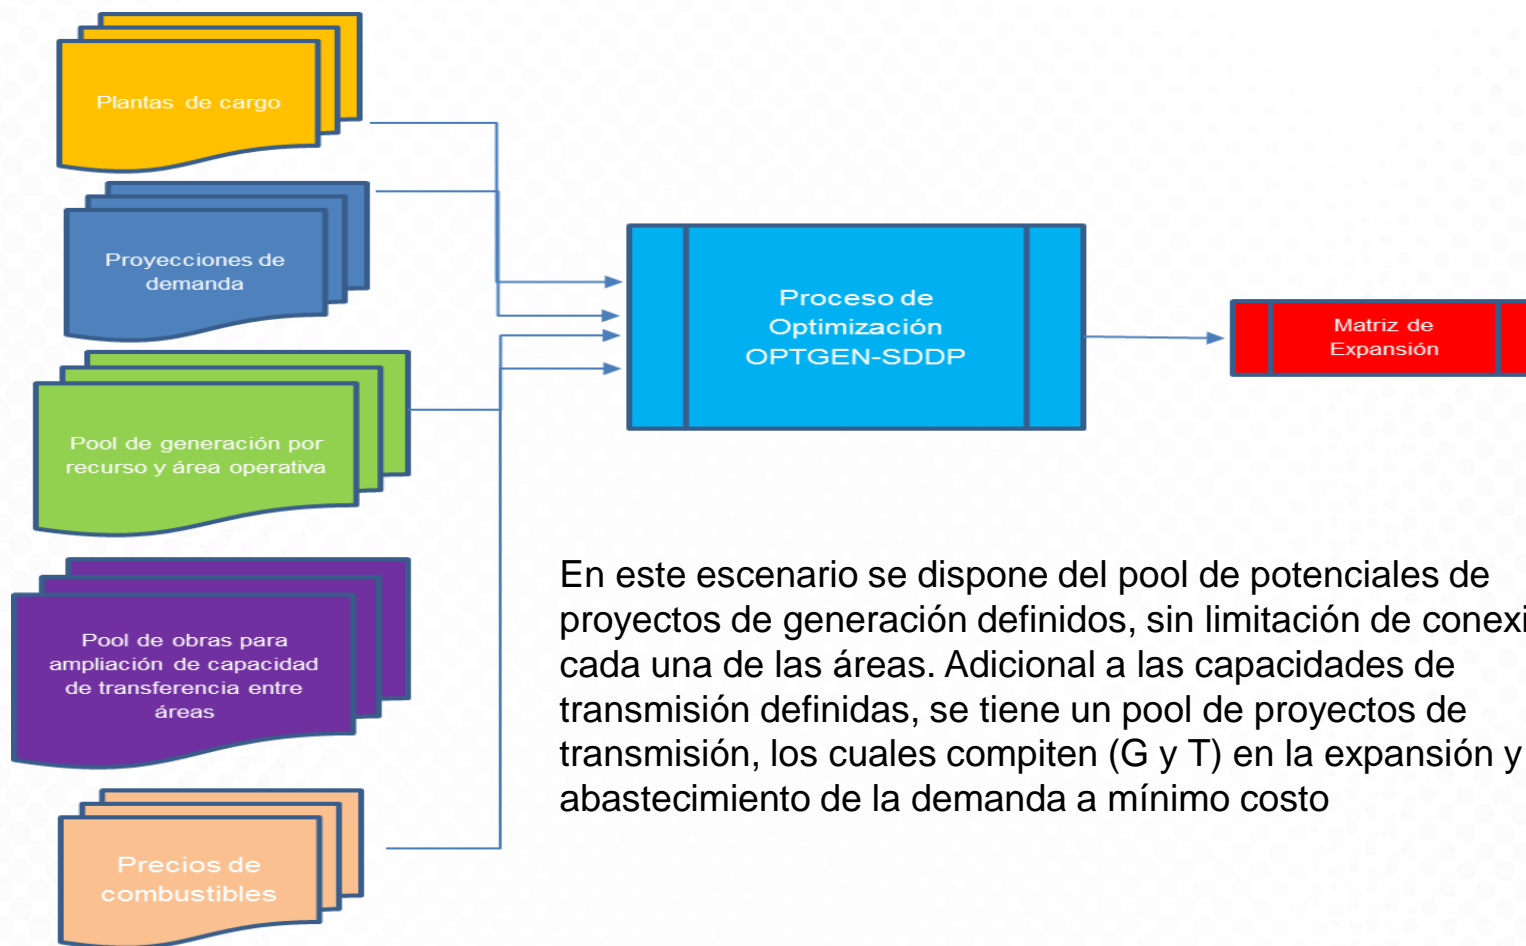 Plantas de cargo
Proyecciones de
demanda
Pool de generación por
recurso y área operativa
Pool de obras para
ampliación de capacidad
de transferencia entre
áreas
Precios de
combustibles
Proceso de
Optimización
OPTGEN-SDDP
Matriz de
Expansión
En este escenario se dispone del pool de potenciales de
proyectos de generación definidos, sin limitación de
cada una de las áreas. Adicional a las capacidades de
transmisión definidas, se tiene un pool de proyectos de
transmisión, los cuales compiten (G y T) en la expansión y
abastecimiento de la demanda a mínimo costo